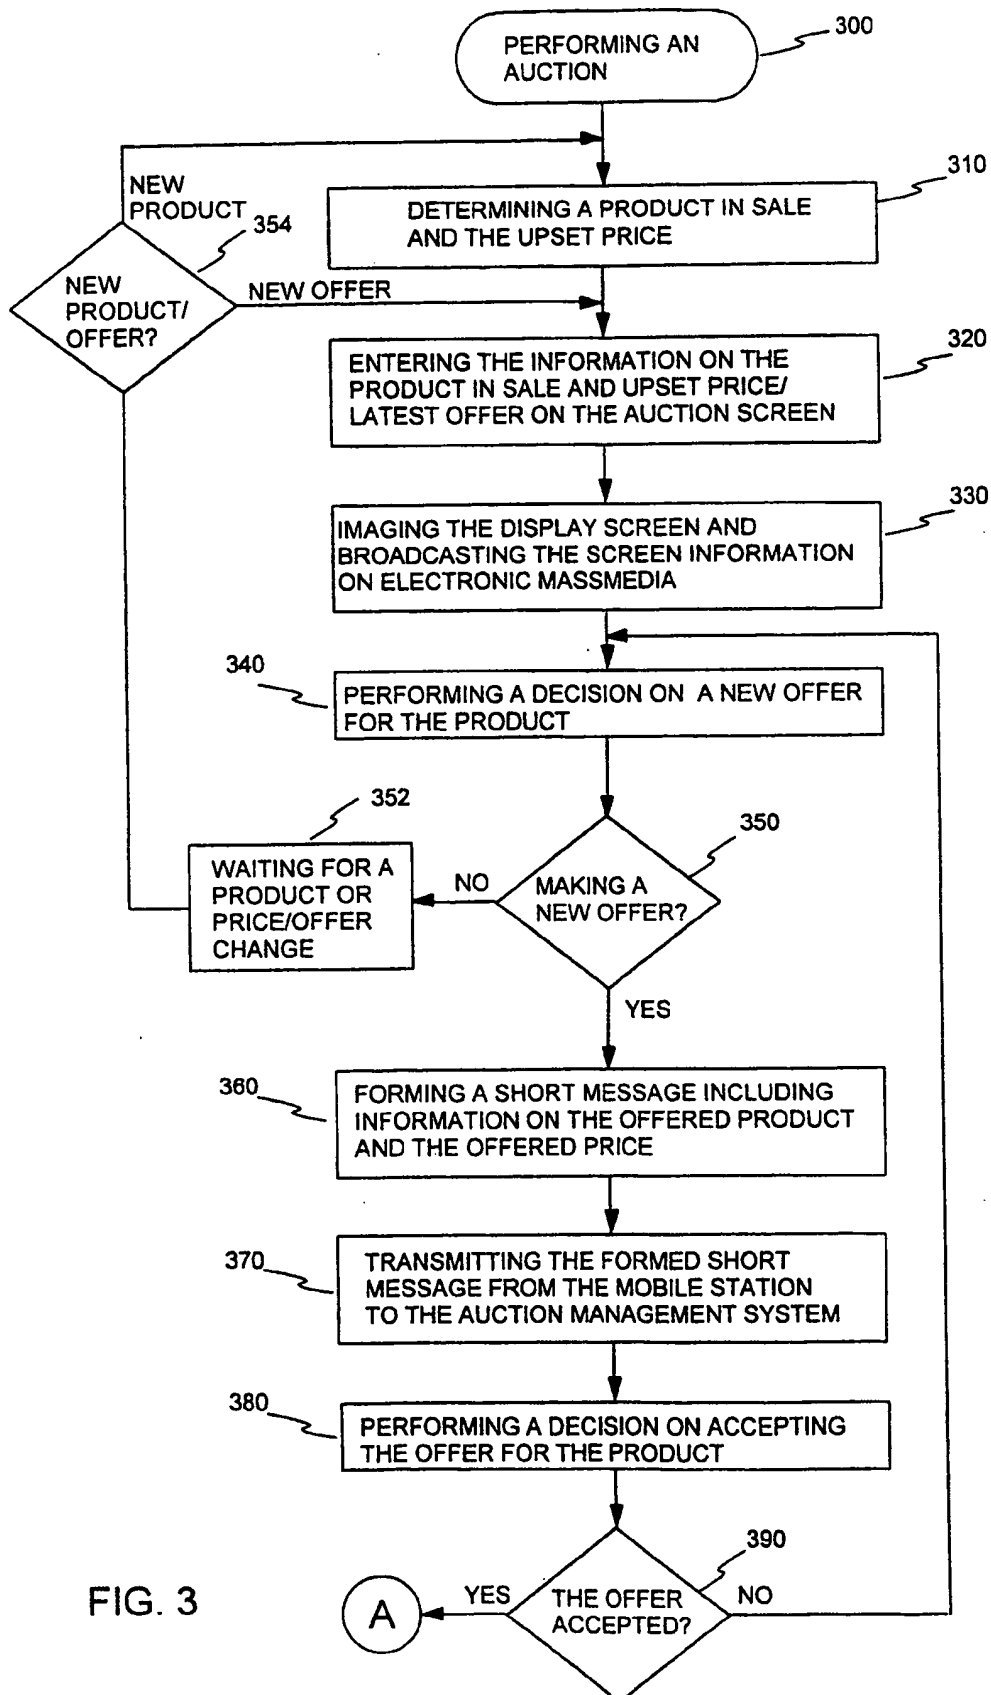 PERFORMING AN
AUCTION
300
NEW
PRODUCT
354
310
DETERMINING A PRODUCT IN SALE
AND THE UPSET PRICE
NEW
PRODUCT/
OFFER?
NEW OFFER
320
ENTERING THE INFORMATION ON THE
PRODUCT IN SALE AND UPSET PRICE/
LATEST OFFER ON THE AUCTION SCREEN
330
IMAGING THE DISPLAY SCREEN AND
BROADCASTING THE SCREEN INFORMATION
ON ELECTRONIC MASSMEDIA
340
PERFORMING A DECISION ON A NEW OFFER
FOR THE PRODUCT
352
350
WAITING FOR A
PRODUCT OR
PRICE/OFFER
CHANGE
NO
MAKING A
NEW OFFER?
YES
360
FORMING A SHORT MESSAGE INCLUDING
INFORMATION ON THE OFFERED PRODUCT
AND THE OFFERED PRICE
370
TRANSMITTING THE FORMED SHORT
MESSAGE FROM THE MOBILE STATION
TO THE AUCTION MANAGEMENT SYSTEM
380
PERFORMING A DECISION ON ACCEPTING
THE OFFER FOR THE PRODUCT
390
FIG. 3
A
YES
THE OFFER
ACCEPTED?
NO